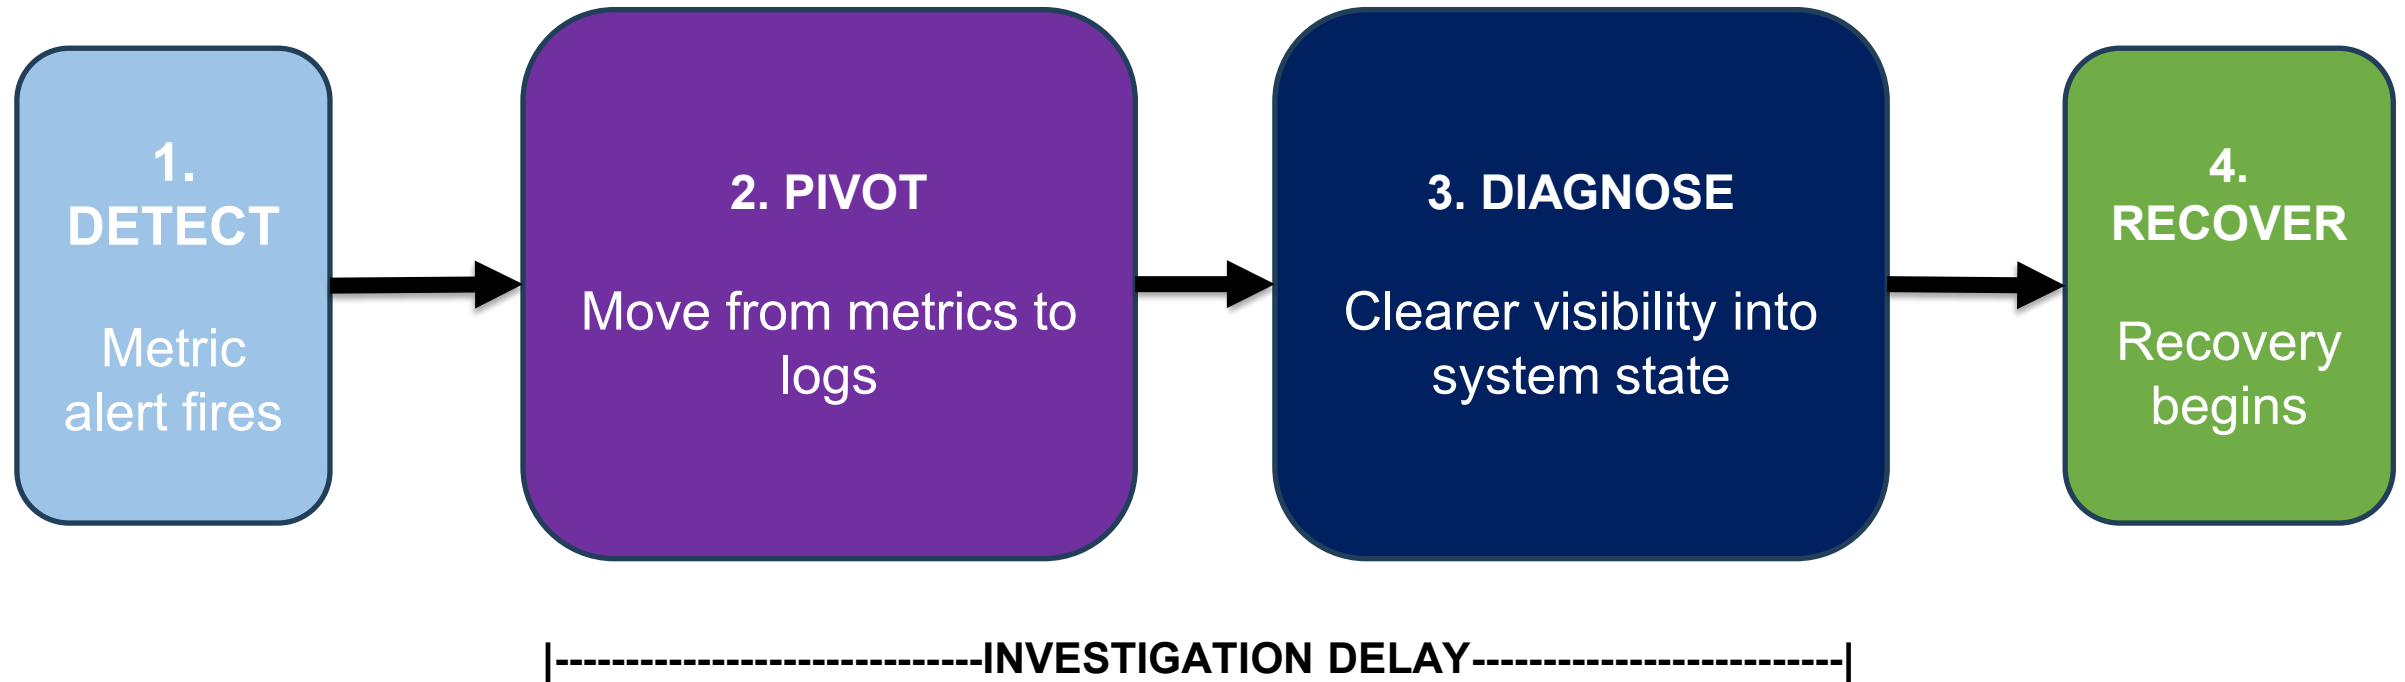 1.
DETECT
Metric
alert fires
2. PIVOT
Move from metrics to
logs
3. DIAGNOSE
Clearer visibility into
system state
4.
RECOVER
Recovery
begins
|-------------------------------INVESTIGATION DELAY---------------------------|